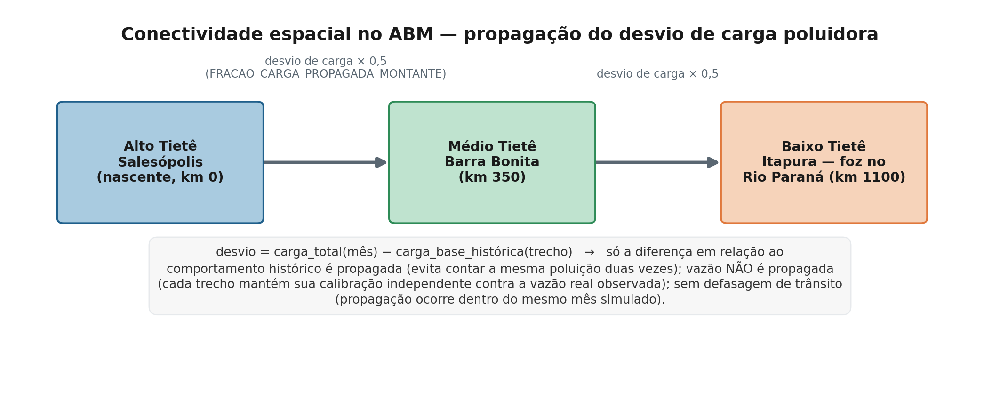 Conectividade espacial no ABM — propagação do desvio de carga poluidora
desvio de carga × 0,5
(FRACAO_CARGA_PROPAGADA_MONTANTE)
desvio de carga × 0,5
Alto Tietê
Salesópolis
(nascente, km 0)
Médio Tietê
Barra Bonita
(km 350)
Baixo Tietê
Itapura — foz no
Rio Paraná (km 1100)
desvio = carga_total(mês) − carga_base_histórica(trecho) → só a diferença em relação ao
comportamento histórico é propagada (evita contar a mesma poluição duas vezes); vazão NÃO é propagada
(cada trecho mantém sua calibração independente contra a vazão real observada); sem defasagem de trânsito
(propagação ocorre dentro do mesmo mês simulado).